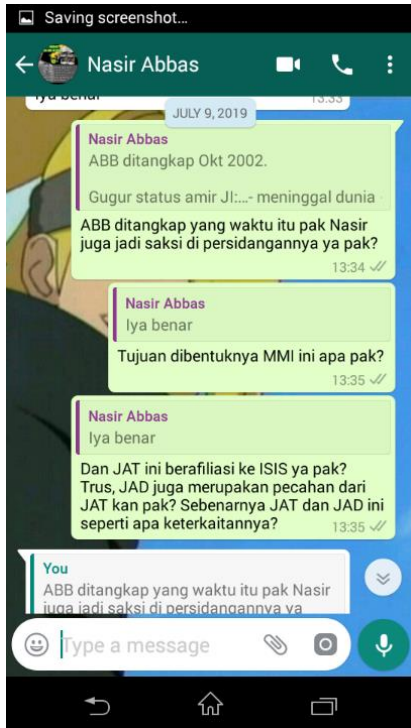 Saving screenshot...
Nasir Abbas
Iya benar
13:33
JULY 9, 2019
Nasir Abbas
ABB ditangkap Okt 2002.
Gugur status amir JI:...- meninggal dunia
ABB ditangkap yang waktu itu pak Nasir
juga jadi saksi di persidangannya ya pak?
13:34
Nasir Abbas
Iya benar
Tujuan dibentuknya MMI ini apa pak?
13:35
Nasir Abbas
Iya benar
Dan JAT ini berafiliasi ke ISIS ya pak?
Trus, JAD juga merupakan pecahan dari
JAT kan pak? Sebenarnya JAT dan JAD ini
seperti apa keterkaitannya?
13:35
You
ABB ditangkap yang waktu itu pak Nasir
juga jadi saksi di persidangannya ya
Type a message